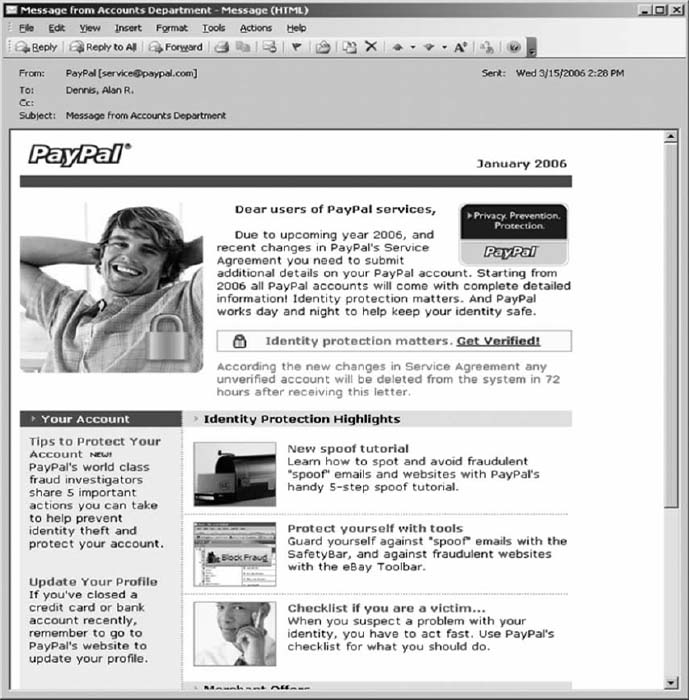 Message from Accounts Department - Message (HTML)
File Edit View Insert Format Tools Actions Help
Reply Reply to All Forward
From: PayPal [service@paypal.com] Sent: Wed 3/15/2006 2:28 PM
To: Dennis, Alan R.
Cc:
Subject: Message from Accounts Department
PayPal®
January 2006
Dear users of PayPal services,
Due to upcoming year 2006, and
recent changes in PayPal's Service
Agreement you need to submit
additional details on your PayPal account. Starting from
2006 all PayPal accounts will come with complete detailed
information! Identity protection matters. And PayPal
works day and night to help keep your identity safe.
Privacy. Prevention.
Protection.
PayPal
Identity protection matters. Get Verified!
According the new changes in Service Agreement any
unverified account will be deleted from the system in 72
hours after receiving this letter.
Your Account
Tips to Protect Your
Account NEW!
PayPal's world class
fraud investigators
share 5 important
actions you can take
to help prevent
identity theft and
protect your account.
Update Your Profile
If you've closed a
credit card or bank
account recently,
remember to go to
PayPal's website to
update your profile.
Identity Protection Highlights
New spoof tutorial
Learn how to spot and avoid fraudulent
"spoof" emails and websites with PayPal's
handy 5-step spoof tutorial.
Block Fraud
Protect yourself with tools
Guard yourself against "spoof" emails with the
SafetyBar, and against fraudulent websites
with the eBay Toolbar.
Checklist if you are a victim...
When you suspect a problem with your
identity, you have to act fast. Use PayPal's
checklist for what you should do.
Merchant Offers